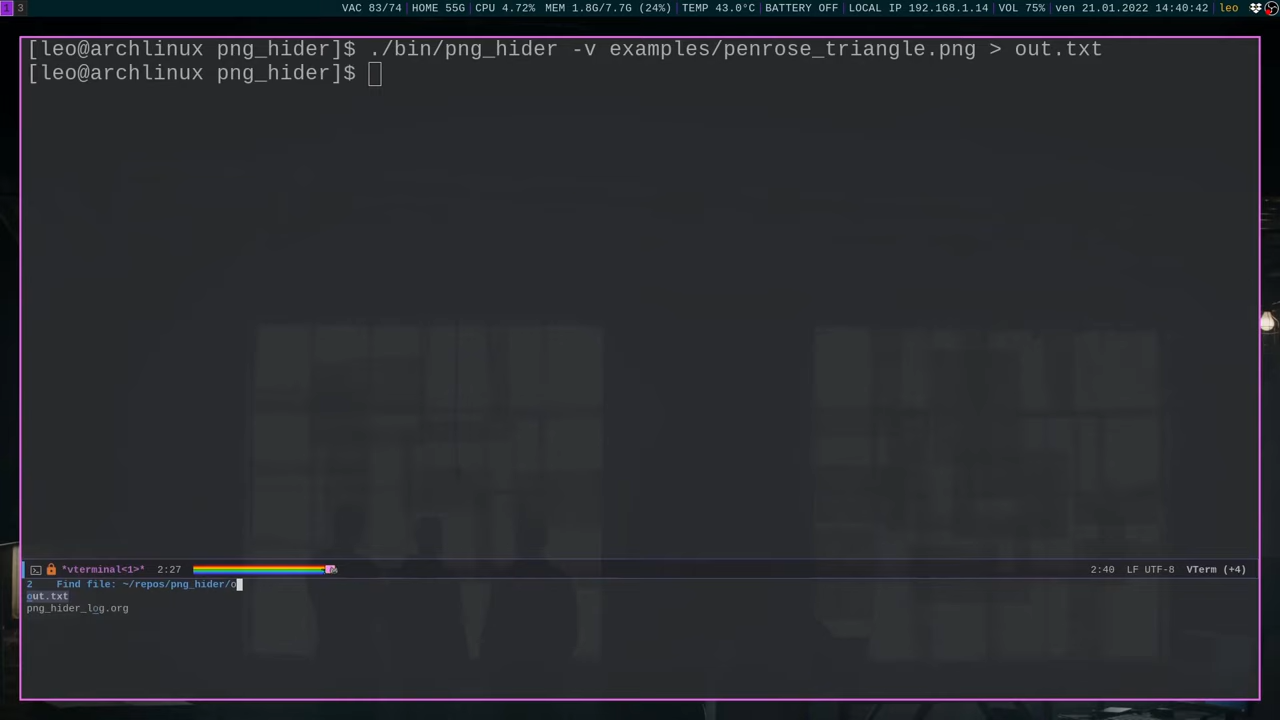 1 3 VAC 83/74 | HOME 55G | CPU 4.72% MEM 1.8G/7.7G (24%) | TEMP 43.0°C | BATTERY OFF | LOCAL IP 192.168.1.14 | VOL 75% | ven 21.01.2022 14:40:42 | leo
[leo@archlinux png_hider]$ ./bin/png_hider -v examples/penrose_triangle.png > out.txt
[leo@archlinux png_hider]$
*vterminal<1>* 2:27 2:40 LF UTF-8 VTerm (+4)
2 Find file: ~/repos/png_hider/o
out.txt
png_hider_log.org